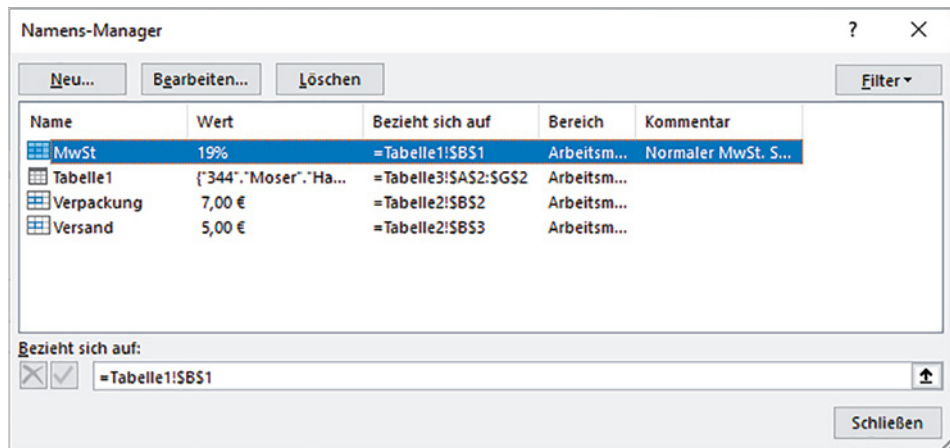 Namens-Manager ?
Neu... Bearbeiten... Löschen Filter
Name Wert Bezieht sich auf Bereich Kommentar
MwSt 19% =Tabelle1!$B$1 Arbeitsm... Normaler MwSt. S...
Tabelle1 {"344"."Moser"."Ha... =Tabelle3!$A$2:$G$2 Arbeitsm...
Verpackung 7,00 € =Tabelle2!$B$2 Arbeitsm...
Versand 5,00 € =Tabelle2!$B$3 Arbeitsm...
Bezieht sich auf:
=Tabelle1!$B$1
Schließen